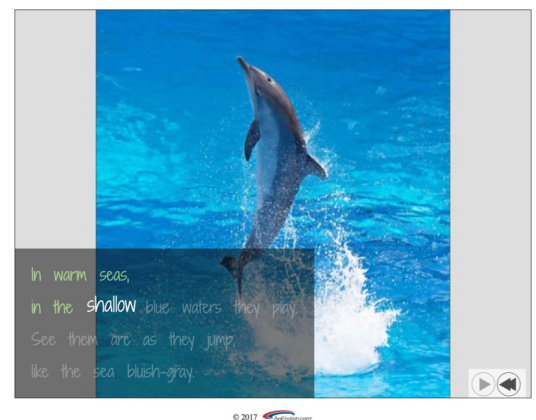 In warm seas,
in the shallow blue waters they play.
See them are as they jump,
like the sea bluish-gray.
© 2017